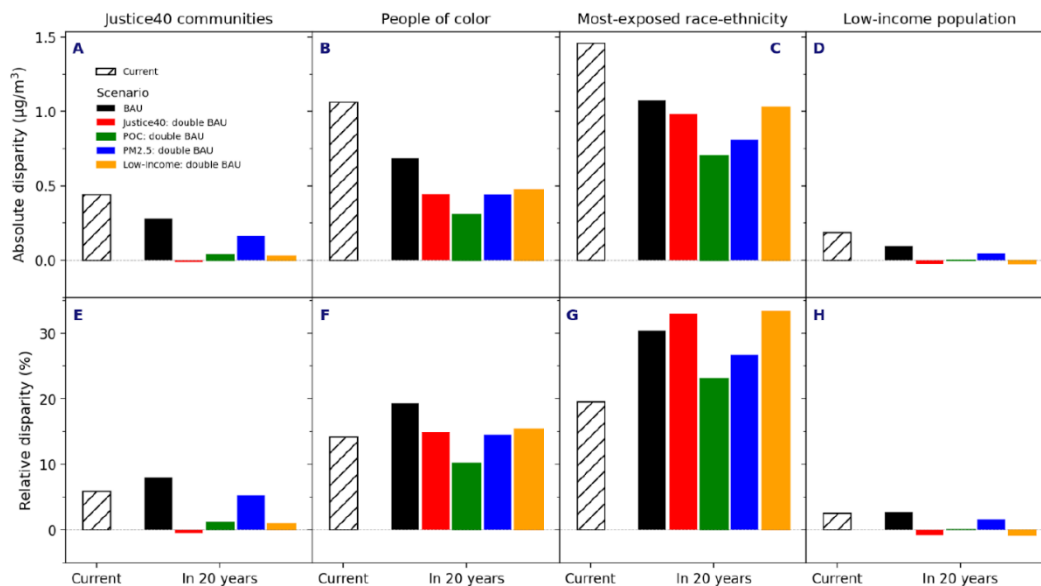 Justice40 communities
People of color
Most-exposed race-ethnicity
Low-income population
Absolute disparity (μg/m³)
1.5
1.0
0.5
0.0
A
Current
Scenario
BAU
Justice40: double BAU
POC: double BAU
PM2.5: double BAU
Low-income: double BAU
B
C
D
Relative disparity (%)
30
20
10
0
E
F
G
H
Current
In 20 years
Current
In 20 years
Current
In 20 years
Current
In 20 years